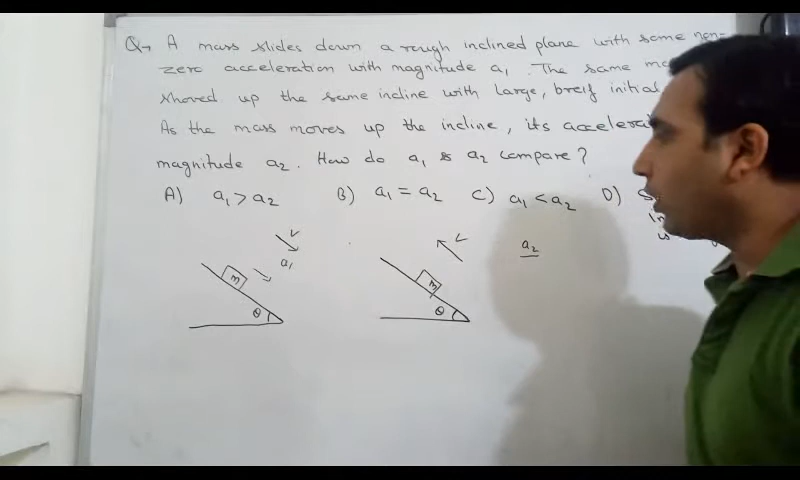 Q→ A mass slides down a rough inclined plane with some non-
zero acceleration with magnitude a₁. The same
shoved up the same incline with large, breif initial
As the mass moves up the incline, its
magnitude a₂. How do a₁ & a₂ compare?
A) a₁ > a₂ B) a₁ = a₂ C) a₁ < a₂ D)
v
a₁
m
θ
v
a₂
m
θ